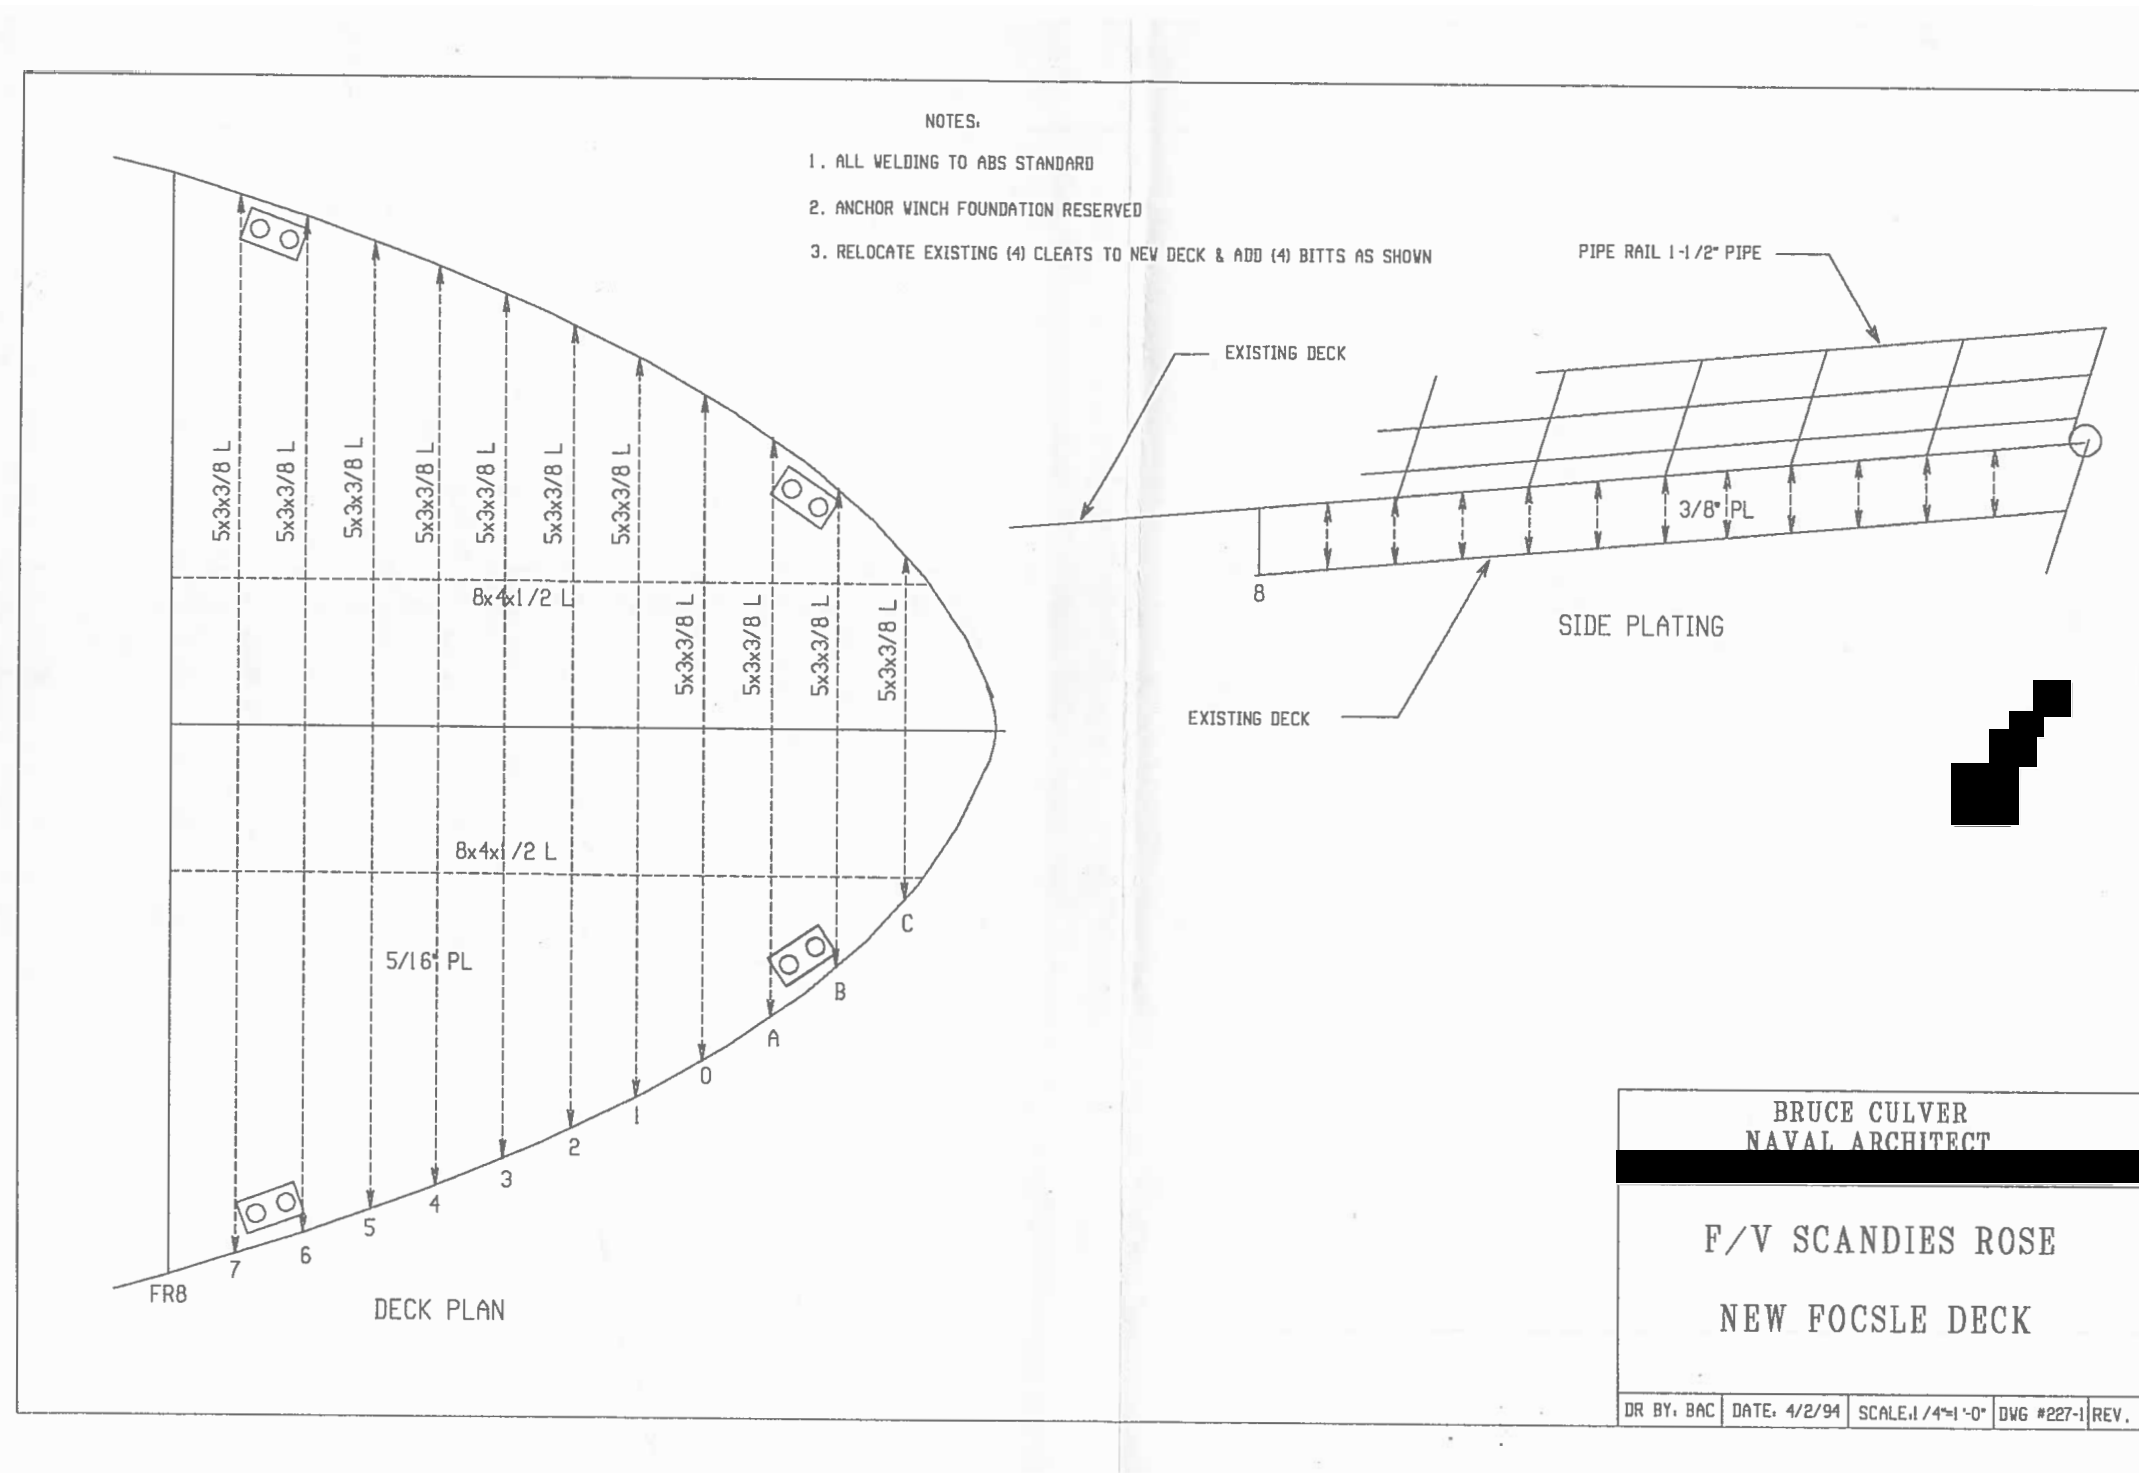 NOTES:
1. ALL WELDING TO ABS STANDARD
2. ANCHOR WINCH FOUNDATION RESERVED
3. RELOCATE EXISTING (4) CLEATS TO NEW DECK & ADD (4) BITTS AS SHOWN
PIPE RAIL 1-1/2" PIPE
EXISTING DECK
5x3x3/8 L
5x3x3/8 L
5x3x3/8 L
5x3x3/8 L
5x3x3/8 L
5x3x3/8 L
5x3x3/8 L
3/8" PL
8
8x4x1/2 L
5x3x3/8 L
5x3x3/8 L
5x3x3/8 L
5x3x3/8 L
SIDE PLATING
EXISTING DECK
8x4x1/2 L
5/16" PL
C
B
A
0
1
2
3
4
5
6
7
FR8
DECK PLAN
BRUCE CULVER
NAVAL ARCHITECT
F/V SCANDIES ROSE
NEW FOCSLE DECK
DR BY: BAC
DATE: 4/2/94
SCALE:1/4"=1'-0"
DWG #227-1
REV.